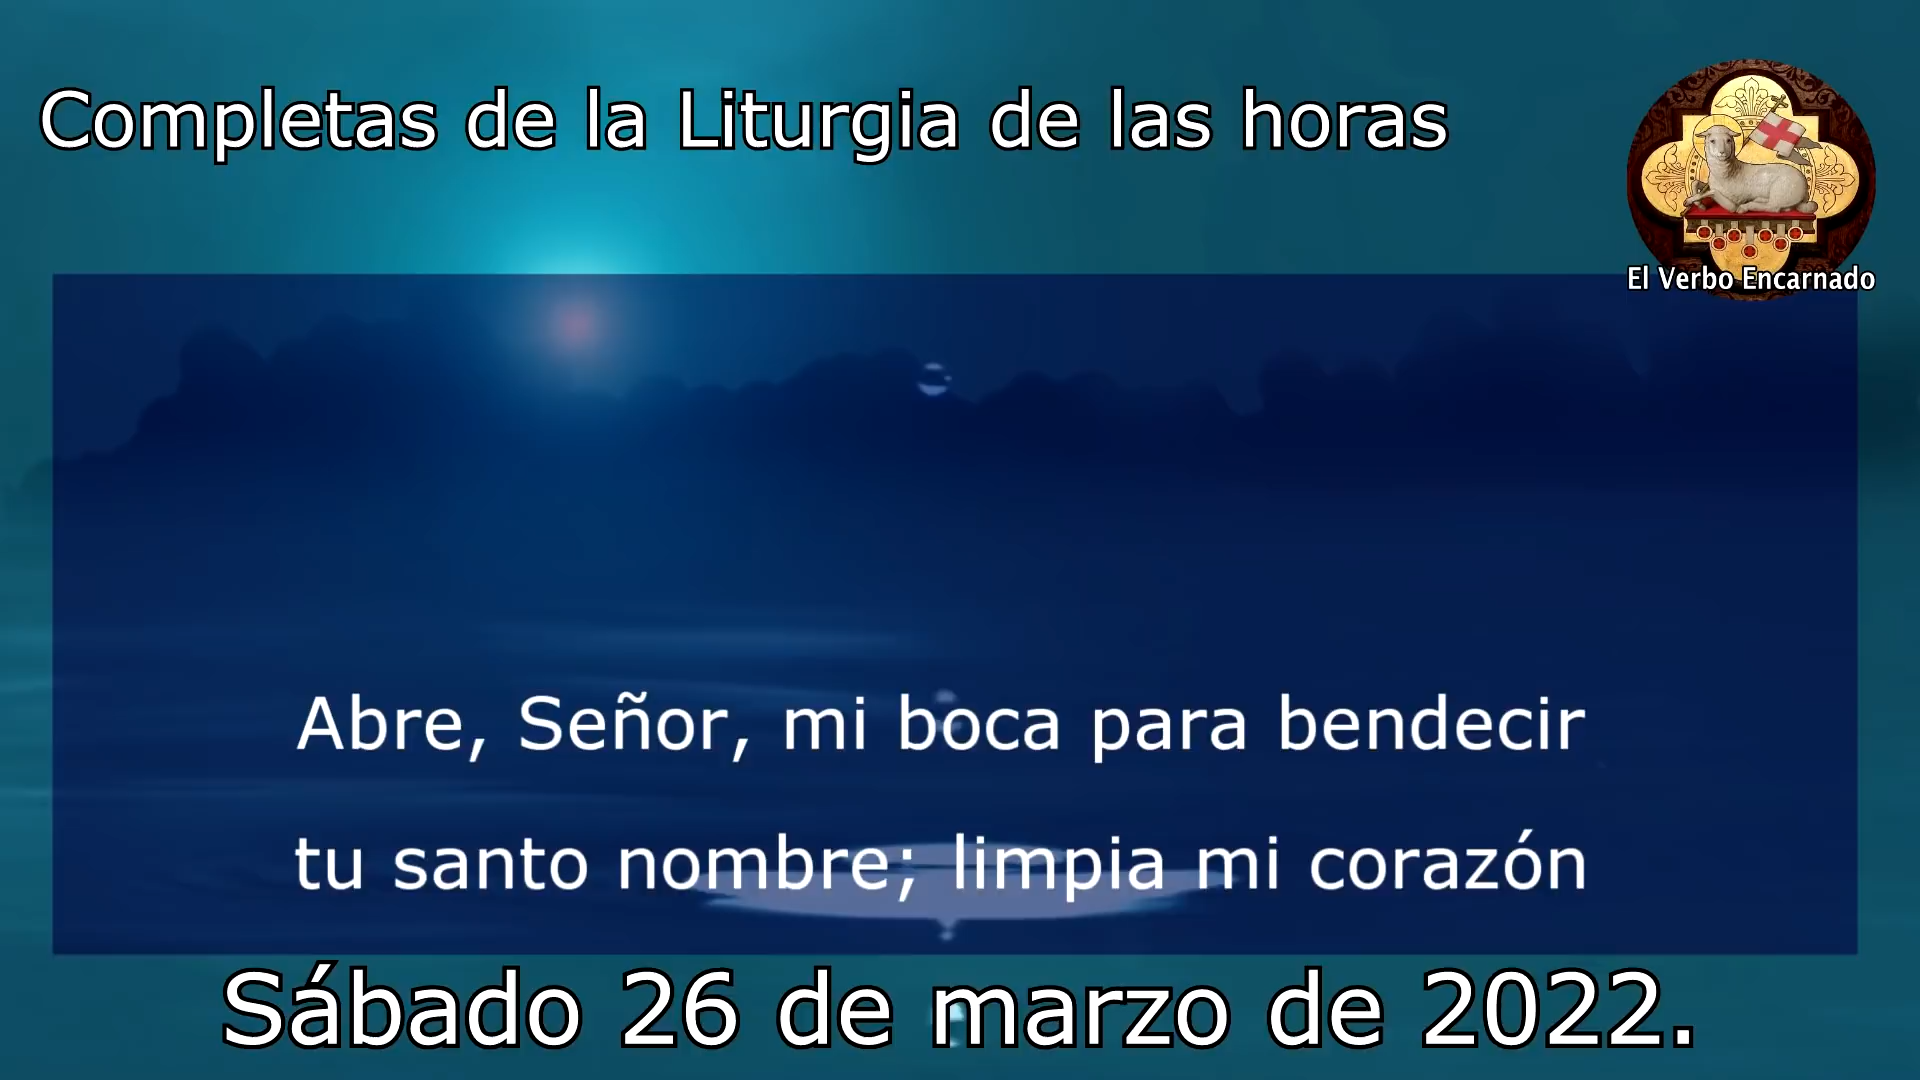 Completas de la Liturgia de las horas
El Verbo Encarnado
Abre, Señor, mi boca para bendecir
tu santo nombre; limpia mi corazón
Sábado 26 de marzo de 2022.